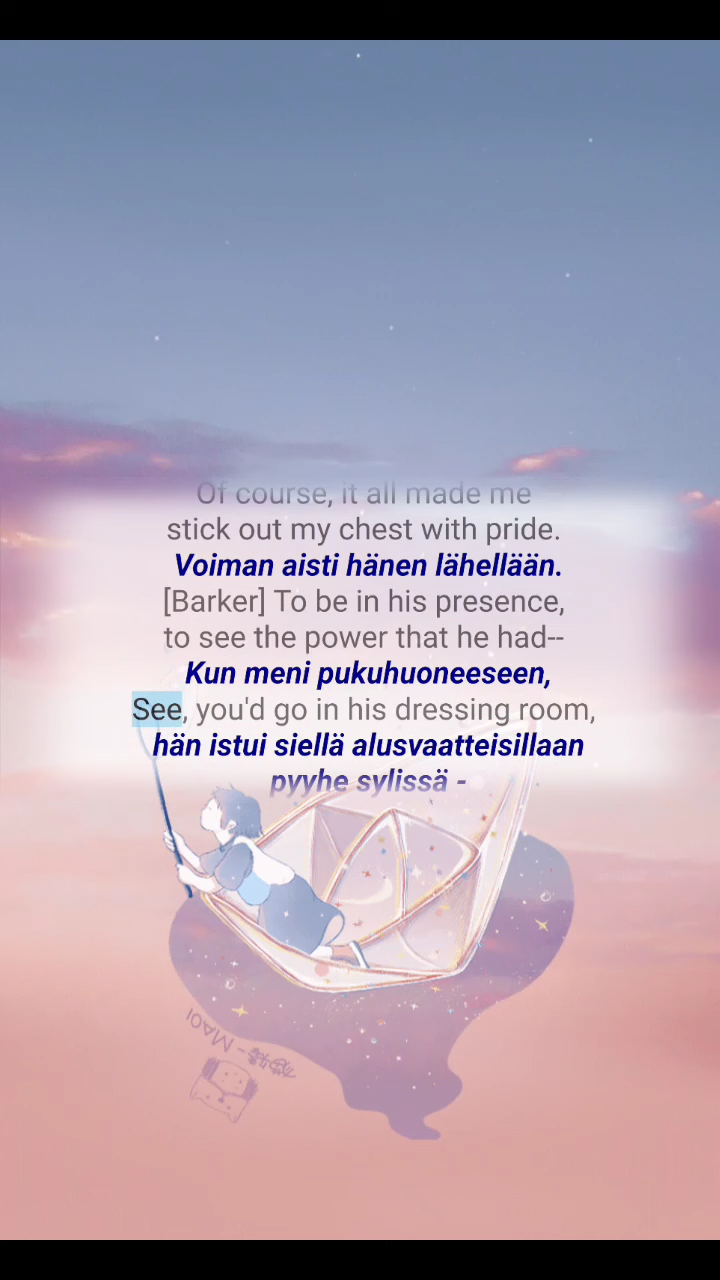 Of course, it all made me
stick out my chest with pride.
Voiman aisti hänen lähellään.
[Barker] To be in his presence,
to see the power that he had--
Kun meni pukuhuoneeseen,
See, you'd go in his dressing room,
hän istui siellä alusvaatteisillaan
pyyhe sylissä -
MAO1